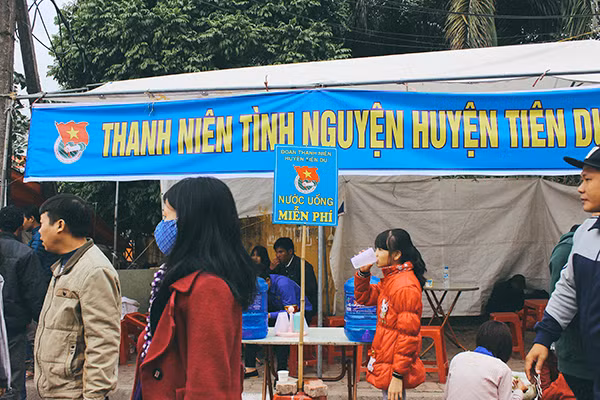 THANH NIÊN TÌNH NGUYỆN HUYỆN TIÊN DU
ĐOÀN THANH NIÊN
HUYỆN TIÊN DU
NƯỚC UỐNG
MIỄN PHÍ